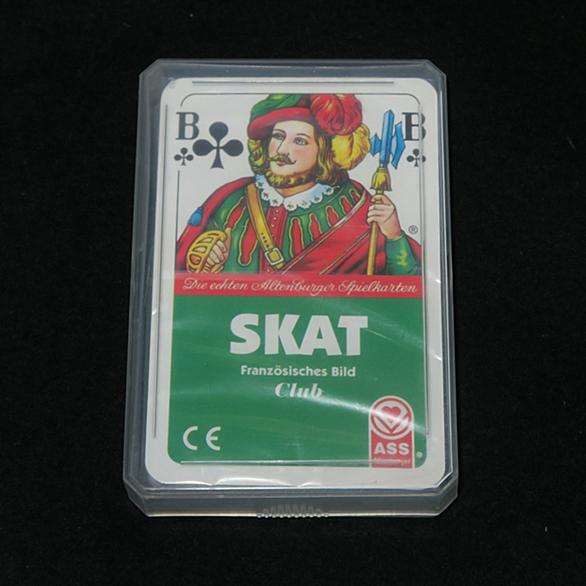 B B
®
Die echten Altenburger Spielkarten
SKAT
Französisches Bild
Club
CE
ASS
®